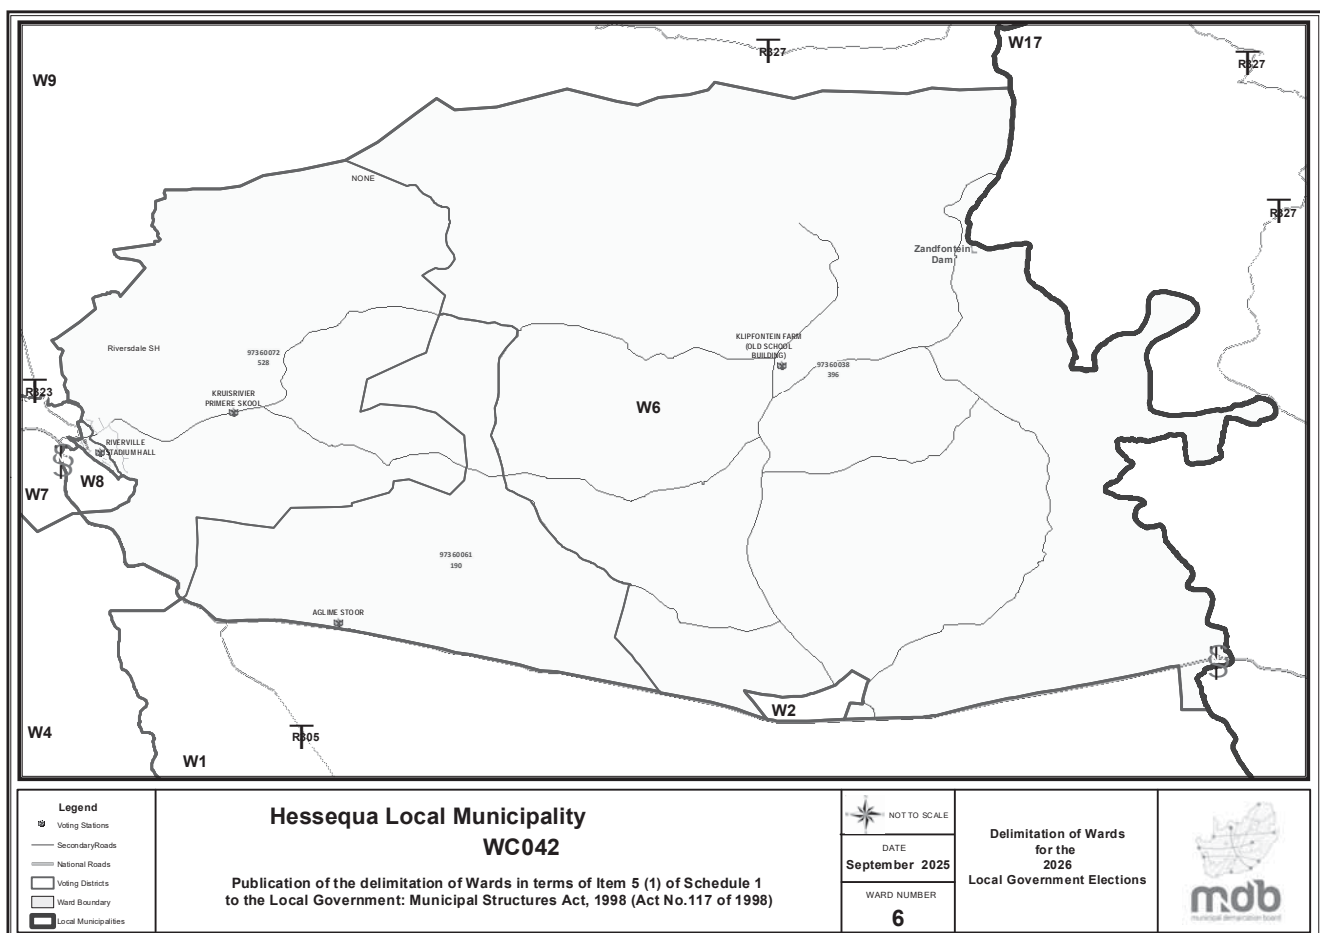 W17
R327
R327
W9
NONE
R327
Zandfontein
Dam
KLIPFONTEIN FARM
(OLD SCHOOL
BUILDING)
Riversdale SH
97360072
528
97360038
396
R323
KRUISRIVIER
PRIMERE SKOOL
W6
RIVERVILLE
STADIUM HALL
W8
W7
97360061
190
AGLIME STOOR
W2
W4
R305
W1
Legend
Voting Stations
SecondaryRoads
National Roads
Voting Districts
Ward Boundary
Local Municipalities
Hessequa Local Municipality
WC042
Publication of the delimitation of Wards in terms of Item 5 (1) of Schedule 1
to the Local Government: Municipal Structures Act, 1998 (Act No.117 of 1998)
NOT TO SCALE
DATE
September 2025
WARD NUMBER
6
Delimitation of Wards
for the
2026
Local Government Elections
mdb
municipal demarcation board